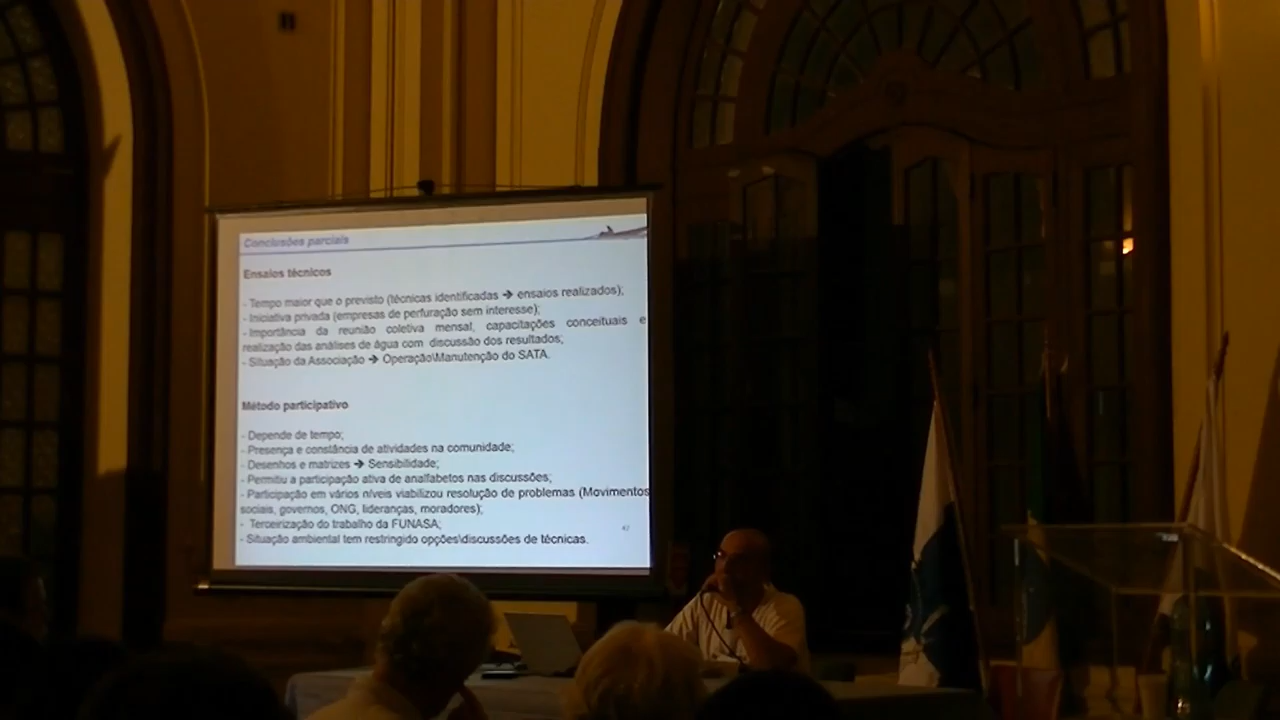 Conclusões parciais
Ensaios técnicos
- Tempo maior que o previsto (técnicas identificadas → ensaios realizados);
- Iniciativa privada (empresas de perfuração sem interesse);
- Importância da reunião coletiva mensal, capacitações conceituais e
realização das análises de água com discussão dos resultados;
- Situação da Associação → Operação\Manutenção do SATA.
Método participativo
- Depende de tempo;
- Presença e constância de atividades na comunidade;
- Desenhos e matrizes → Sensibilidade;
- Permitiu a participação ativa de analfabetos nas discussões;
- Participação em vários níveis viabilizou resolução de problemas (Movimentos
sociais, governos, ONG, lideranças, moradores);
- Terceirização do trabalho da FUNASA;
- Situação ambiental tem restringido opções\discussões de técnicas.